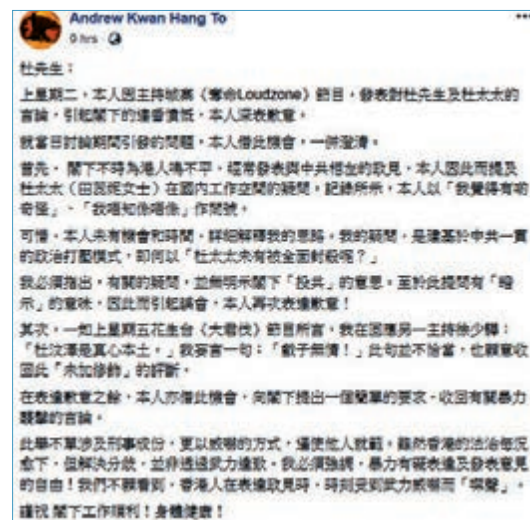 Andrew Kwan Hang To
9 hrs
杜先生：
上星期二，本人因主持城寨《奪命Loudzone》節目，發表對杜先生及杜太太的
言論，引起閣下的連番憤慨，本人深表歉意。
就當日討論期間引發的問題，本人借此機會，一併澄清。
首先，閣下不時為港人鳴不平，經常發表與中共相左的政見，本人因此而提及
杜太太（田蕊妮女士）在國內工作空間的疑問，記錄所示，本人以「我覺得有啲
奇怪」、「我唔知係唔係」作問號。
可惜，本人未有機會和時間，詳細解釋我的思路，我的疑問，是建基於中共一貫
的政治打壓模式，即何以「杜太太未有被全面封殺呢？」
我必須指出，有關的疑問，並無明示閣下「投共」的意思，至於此提問有「暗
示」的意味，因此而引起誤會，本人再次表達歉意！
其次，一如上星期五花生台《大君伐》節目所言，我在回應另一主持徐少驊：
「杜汶澤是真心本土。」我妄言一句：「戲子無情！」此句並不恰當，也願意收
回此「未加修飾」的評斷。
在表達歉意之餘，本人亦借此機會，向閣下提出一個簡單的要求，收回有關暴力
襲擊的言論。
此舉不單涉及刑事成份，更以威嚇的方式，逼使他人就範，雖然香港的法治每況
愈下，但解決分歧，並非透過武力達致。我必須強調，暴力有礙表達及發表意見
的自由！我們不願看到，香港人在表達政見時，時刻受到武力威嚇而「噤聲」。
謹祝 閣下工作順利！身體健康！